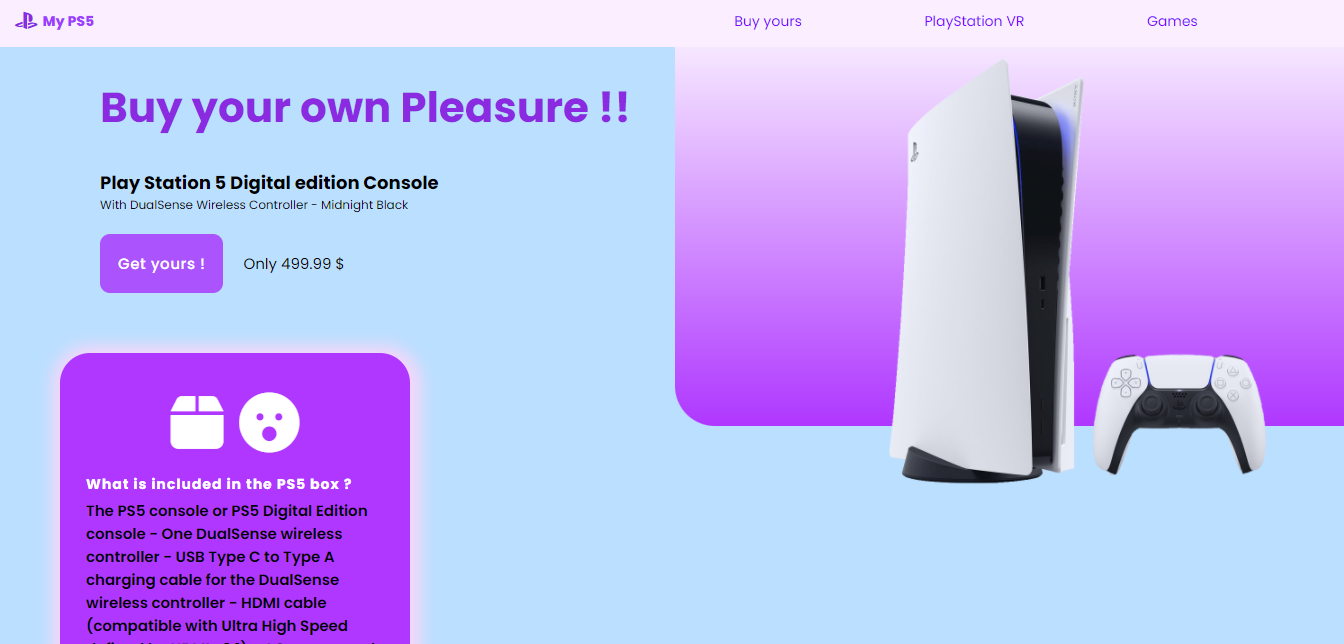 My PS5
Buy yours
PlayStation VR
Games
Buy your own Pleasure !!
Play Station 5 Digital edition Console
With DualSense Wireless Controller - Midnight Black
Get yours !
Only 499.99 $
What is included in the PS5 box ?
The PS5 console or PS5 Digital Edition
console - One DualSense wireless
controller - USB Type C to Type A
charging cable for the DualSense
wireless controller - HDMI cable
(compatible with Ultra High Speed